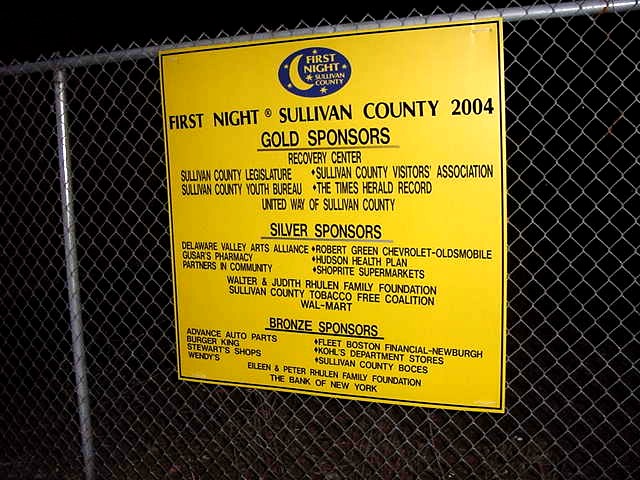 FIRST
NIGHT
SULLIVAN
COUNTY
FIRST NIGHT ® SULLIVAN COUNTY 2004
GOLD SPONSORS
RECOVERY CENTER
SULLIVAN COUNTY LEGISLATURE ♦SULLIVAN COUNTY VISITORS' ASSOCIATION
SULLIVAN COUNTY YOUTH BUREAU ♦THE TIMES HERALD RECORD
UNITED WAY OF SULLIVAN COUNTY
SILVER SPONSORS
DELAWARE VALLEY ARTS ALLIANCE ♦ROBERT GREEN CHEVROLET-OLDSMOBILE
GUSAR'S PHARMACY ♦HUDSON HEALTH PLAN
PARTNERS IN COMMUNITY ♦SHOPRITE SUPERMARKETS
WALTER & JUDITH RHULEN FAMILY FOUNDATION
SULLIVAN COUNTY TOBACCO FREE COALITION
WAL-MART
BRONZE SPONSORS
ADVANCE AUTO PARTS ♦FLEET BOSTON FINANCIAL-NEWBURGH
BURGER KING ♦KOHL'S DEPARTMENT STORES
STEWART'S SHOPS ♦SULLIVAN COUNTY BOCES
WENDY'S
EILEEN & PETER RHULEN FAMILY FOUNDATION
THE BANK OF NEW YORK